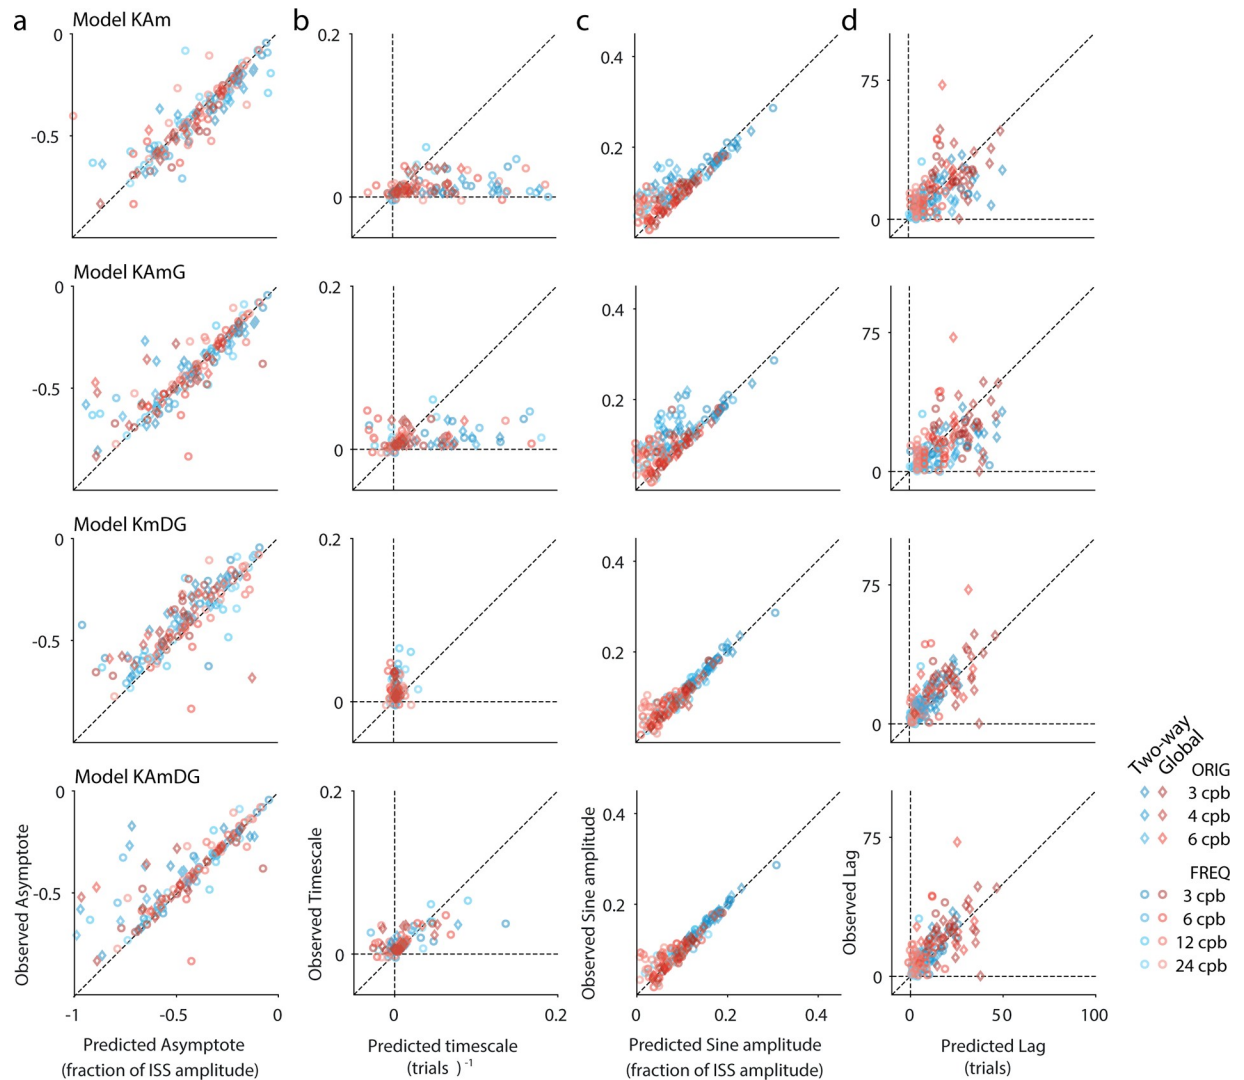 a
Model KAm
b
c
d
0
-0.5
0.2
0
0.4
0.2
75
0
Model KAmG
0
-0.5
0.2
0
0.4
0.2
75
0
Model KmDG
0
-0.5
0.2
0
0.4
0.2
75
0
Model KAmDG
0
-0.5
Observed Asymptote
-1
-0.5
0
Predicted Asymptote
(fraction of ISS amplitude)
0.2
0
Observed Timescale
0
0.2
Predicted timescale
(trials ) -1
0.4
0.2
Observed Sine amplitude
0
0.2
0.4
Predicted Sine amplitude
(fraction of ISS amplitude)
75
0
Observed Lag
0
50
100
Predicted Lag
(trials)
Two-way
Global
ORIG
3 cpb
4 cpb
6 cpb
FREQ
3 cpb
6 cpb
12 cpb
24 cpb